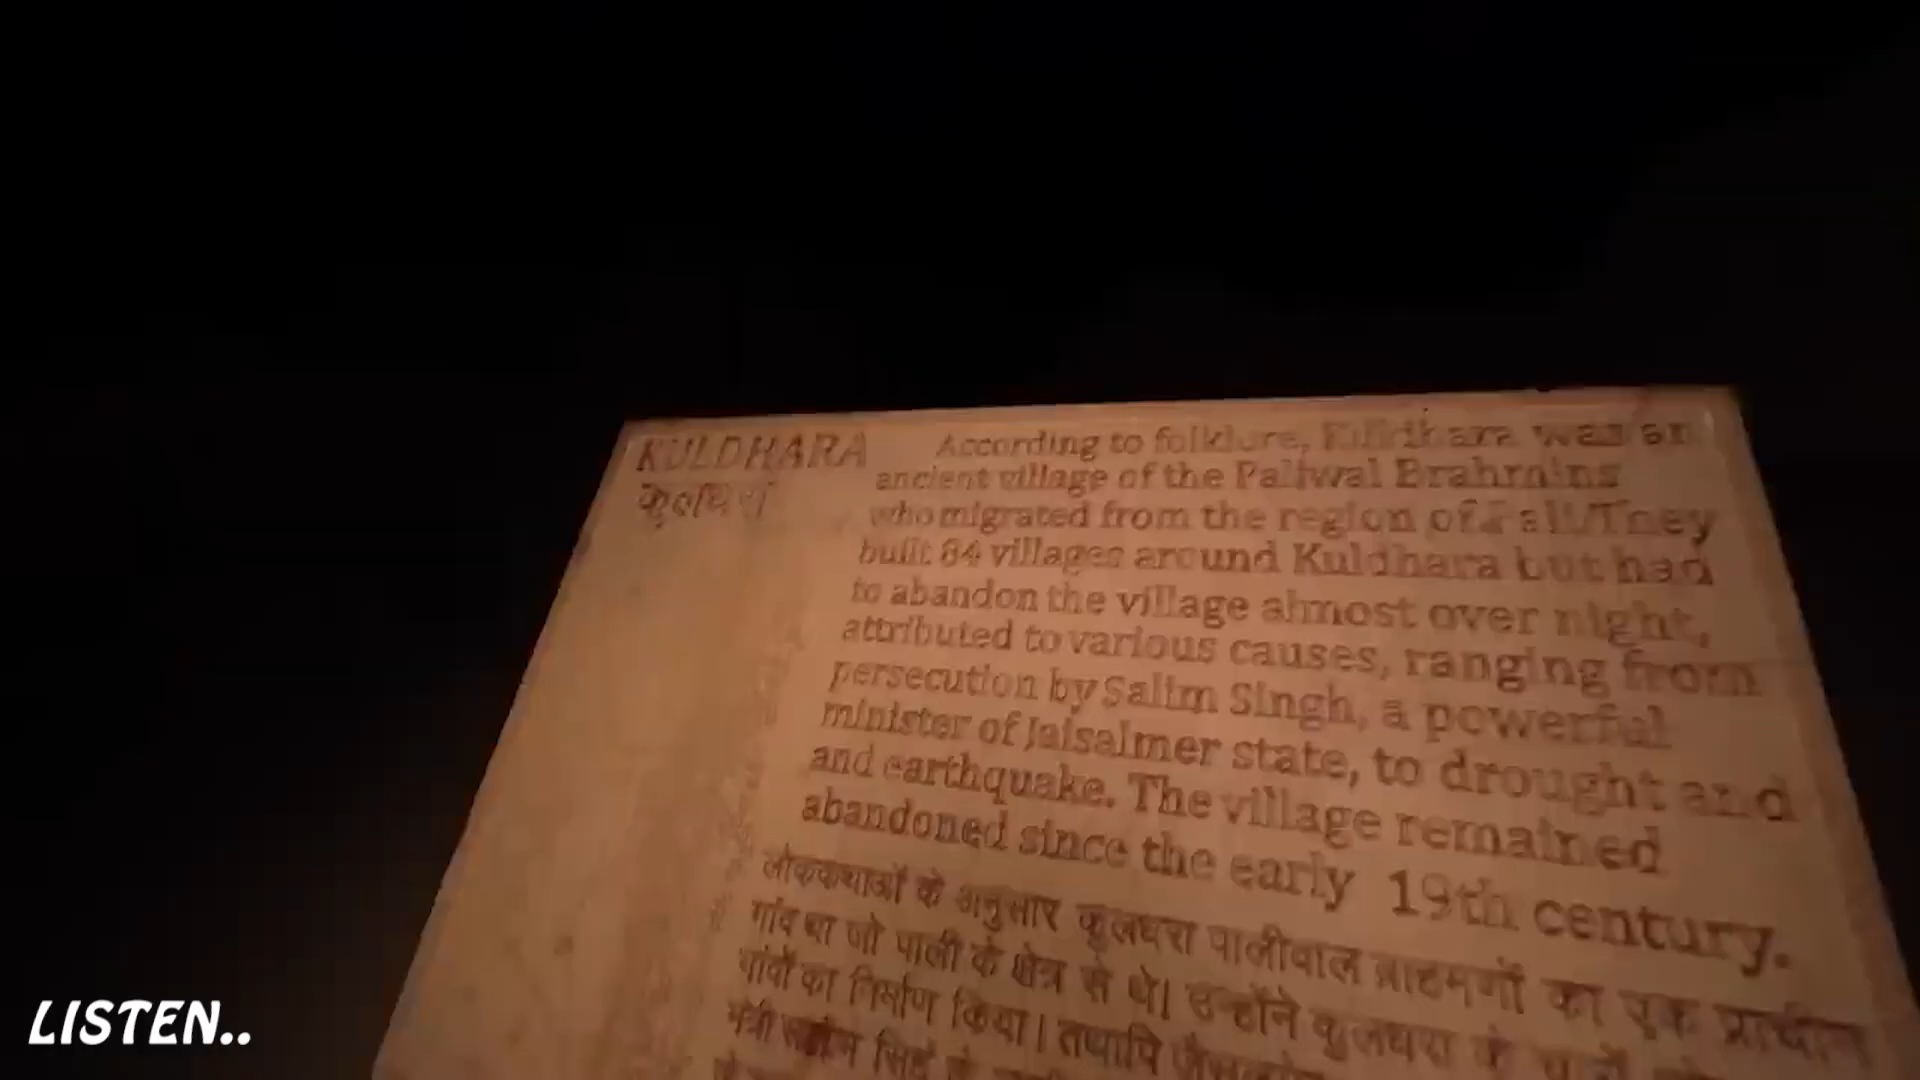 KULDHARA
कुलधरा
According to folklore, Kuldhara was an
ancient village of the Paliwal Brahmins
who migrated from the region of Pali. They
built 84 villages around Kuldhara but had
to abandon the village almost over night,
attributed to various causes, ranging from
persecution by Salim Singh, a powerful
minister of Jaisalmer state, to drought and
and earthquake. The village remained
abandoned since the early 19th century.
लोककथाओं के अनुसार कुलधरा पालीवाल ब्राह्मणों का एक प्राचीन
गांव था जो पाली के क्षेत्र से थे। उन्होंने कुलधरा के चारों
गांवों का निर्माण किया। तथापि
मंत्री सिंह
LISTEN..